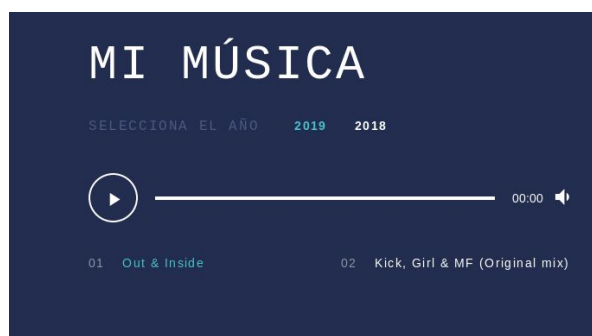 MI MÚSICA
SELECCIONA EL AÑO 2019 2018
00:00
01 Out & Inside 02 Kick, Girl & MF (Original mix)